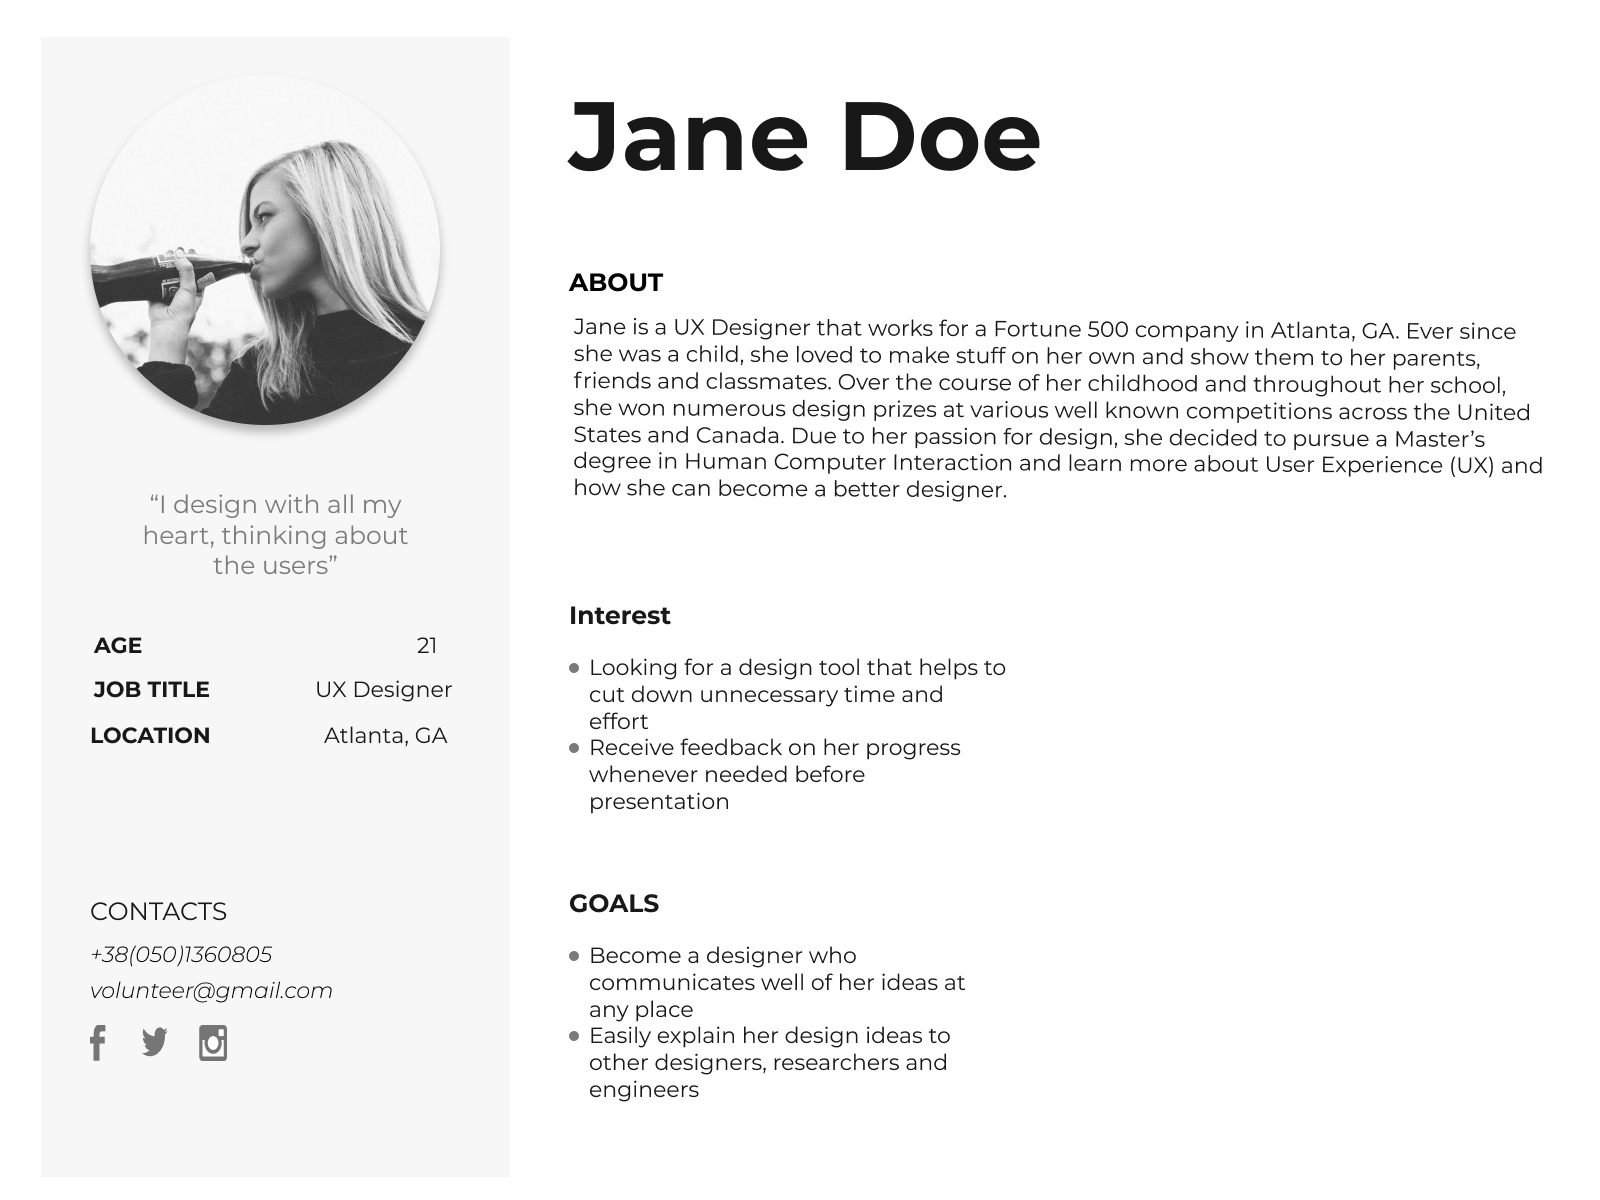 Jane Doe
“I design with all my
heart, thinking about
the users”
AGE 21
JOB TITLE UX Designer
LOCATION Atlanta, GA
CONTACTS
+38(050)1360805
volunteer@gmail.com
ABOUT
Jane is a UX Designer that works for a Fortune 500 company in Atlanta, GA. Ever since
she was a child, she loved to make stuff on her own and show them to her parents,
friends and classmates. Over the course of her childhood and throughout her school,
she won numerous design prizes at various well known competitions across the United
States and Canada. Due to her passion for design, she decided to pursue a Master’s
degree in Human Computer Interaction and learn more about User Experience (UX) and
how she can become a better designer.
Interest
Looking for a design tool that helps to
cut down unnecessary time and
effort
Receive feedback on her progress
whenever needed before
presentation
GOALS
Become a designer who
communicates well of her ideas at
any place
Easily explain her design ideas to
other designers, researchers and
engineers